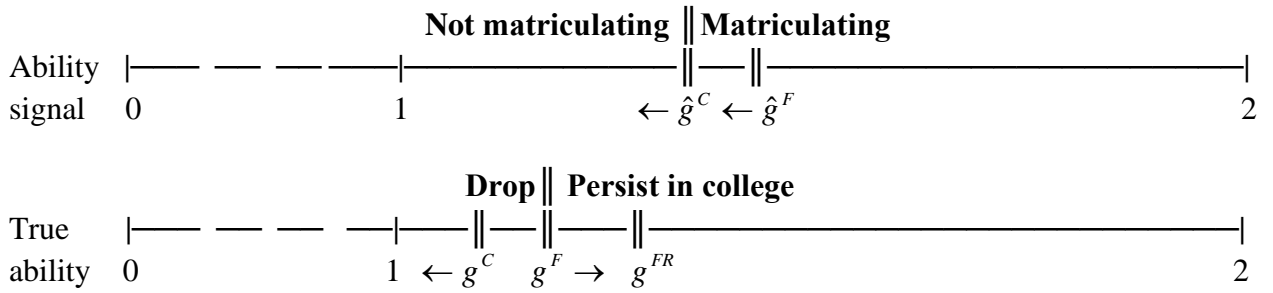 Not matriculating ‖ Matriculating
Ability
signal 0 1 ← ĝ^C ← ĝ^F 2
Drop ‖ Persist in college
True
ability 0 1 ← g^C g^F → g^FR 2